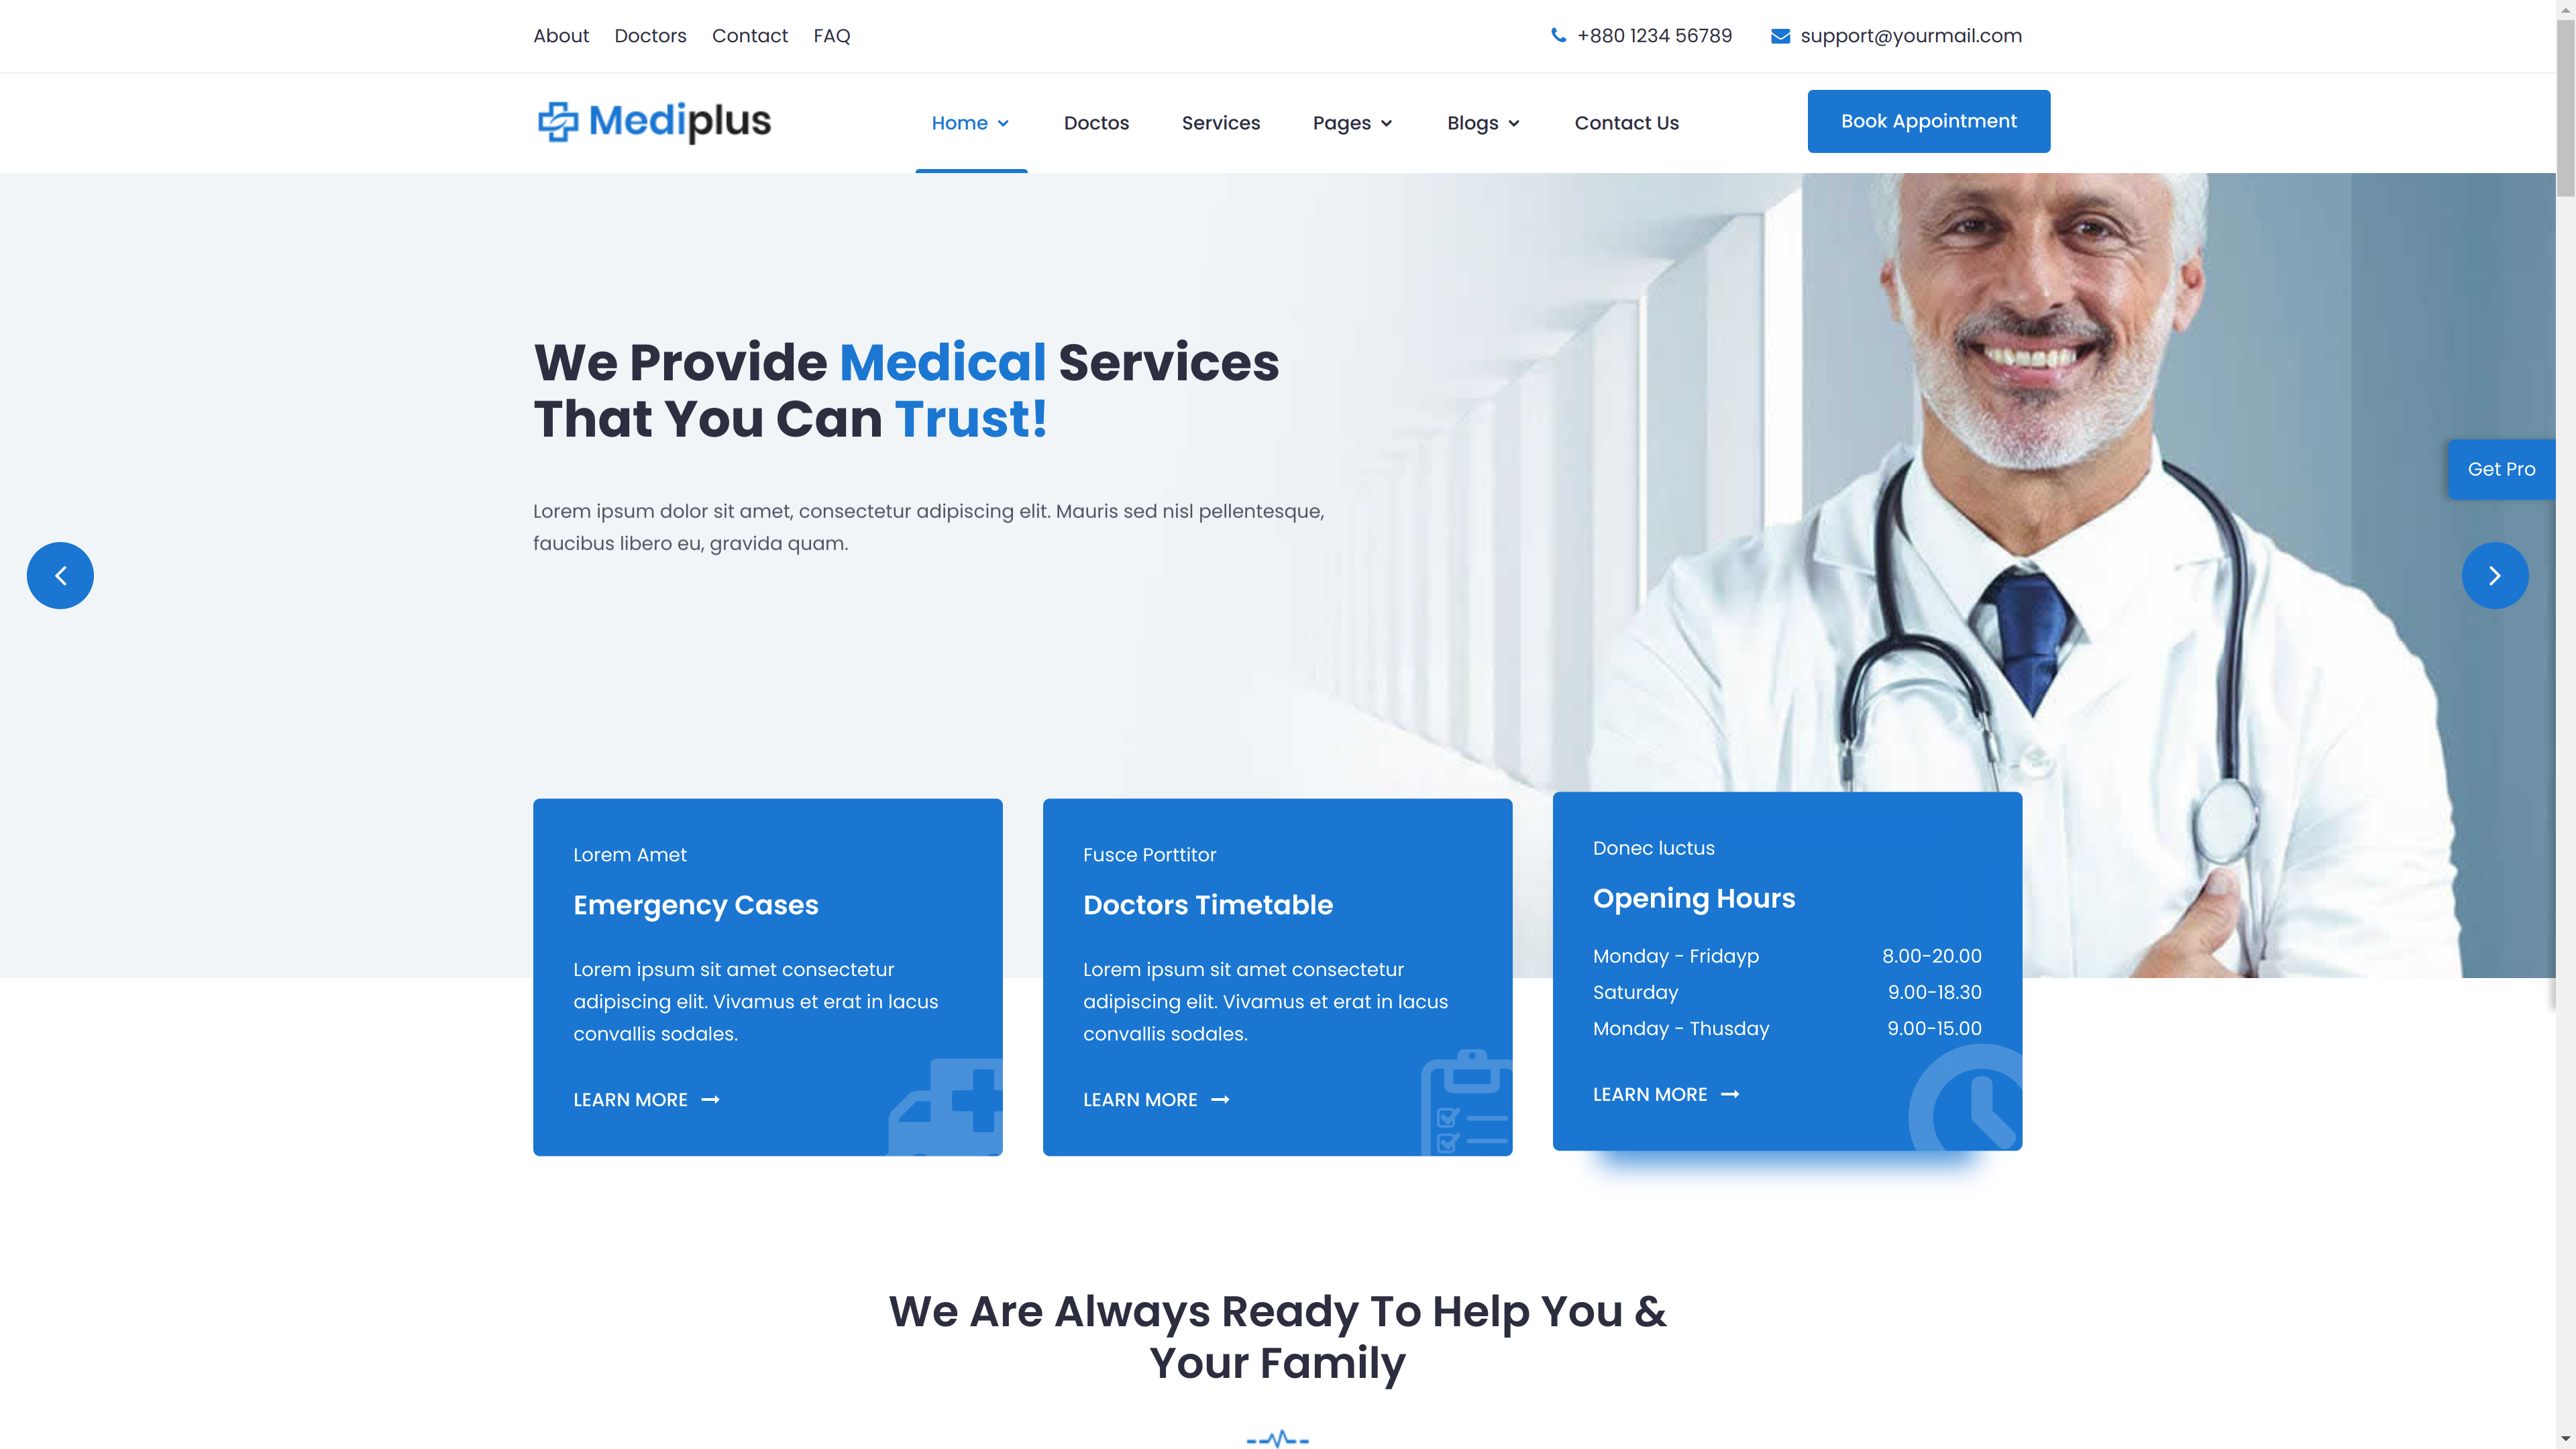 About Doctors Contact FAQ
+880 1234 56789 support@yourmail.com
Mediplus
Home Doctos Services Pages Blogs Contact Us
Book Appointment
We Provide Medical Services
That You Can Trust!
Get Pro
Lorem ipsum dolor sit amet, consectetur adipiscing elit. Mauris sed nisl pellentesque,
faucibus libero eu, gravida quam.
Lorem Amet
Emergency Cases
Lorem ipsum sit amet consectetur
adipiscing elit. Vivamus et erat in lacus
convallis sodales.
LEARN MORE
Fusce Porttitor
Doctors Timetable
Lorem ipsum sit amet consectetur
adipiscing elit. Vivamus et erat in lacus
convallis sodales.
LEARN MORE
Donec luctus
Opening Hours
Monday - Fridayp 8.00-20.00
Saturday 9.00-18.30
Monday - Thusday 9.00-15.00
LEARN MORE
We Are Always Ready To Help You &
Your Family